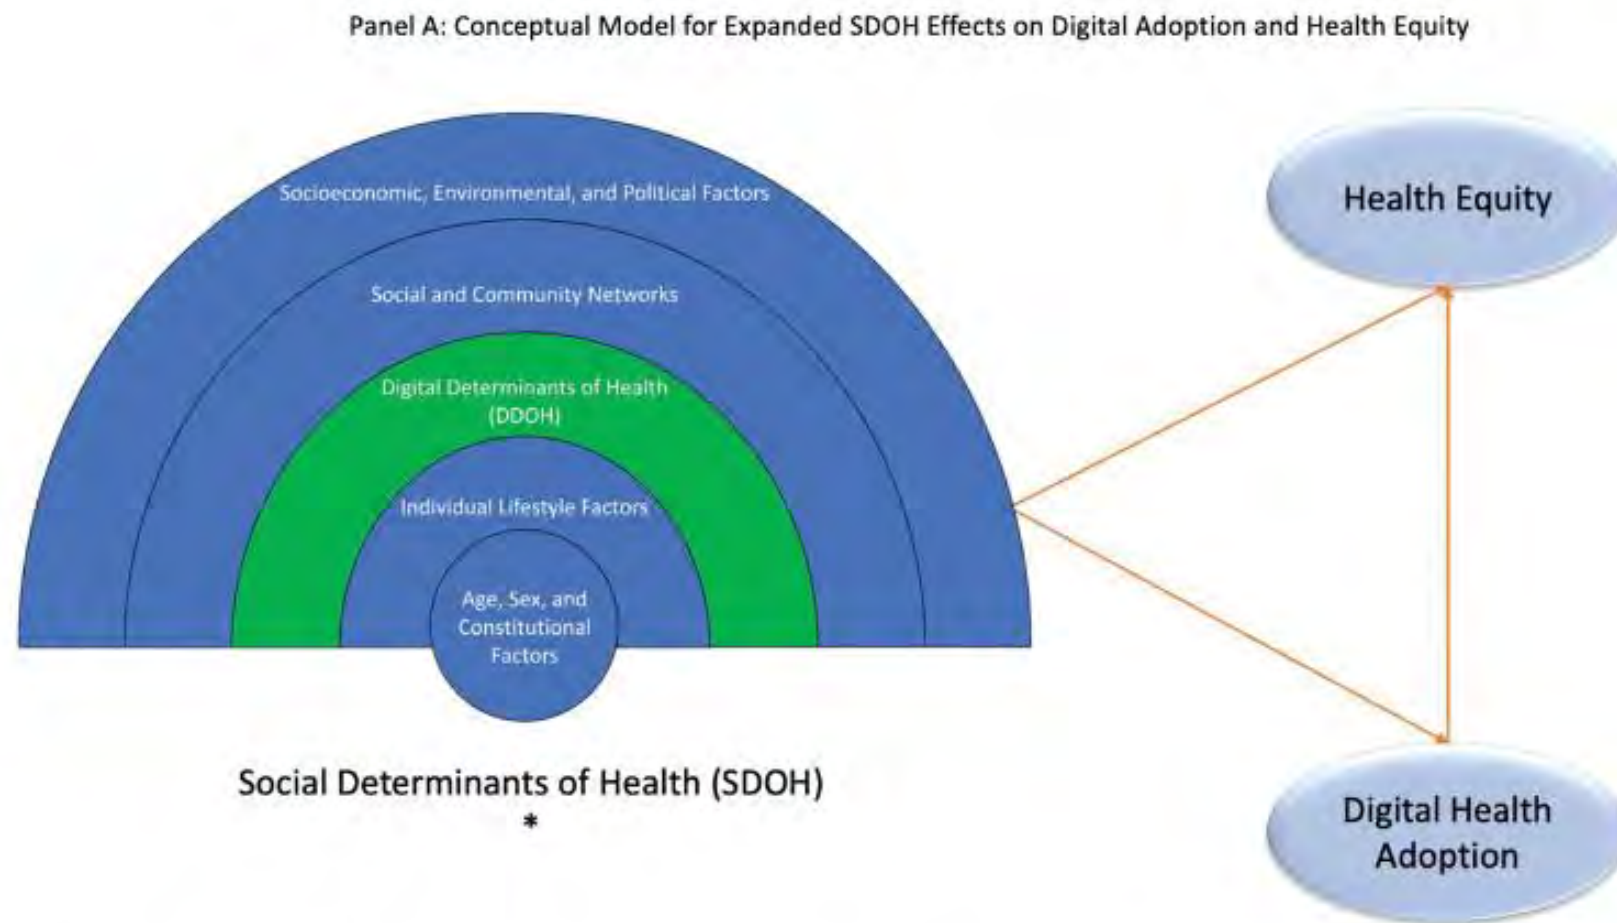 Panel A: Conceptual Model for Expanded SDOH Effects on Digital Adoption and Health Equity
Socioeconomic, Environmental, and Political Factors
Social and Community Networks
Digital Determinants of Health
(DDOH)
Individual Lifestyle Factors
Age, Sex, and
Constitutional
Factors
Social Determinants of Health (SDOH)
*
Health Equity
Digital Health
Adoption